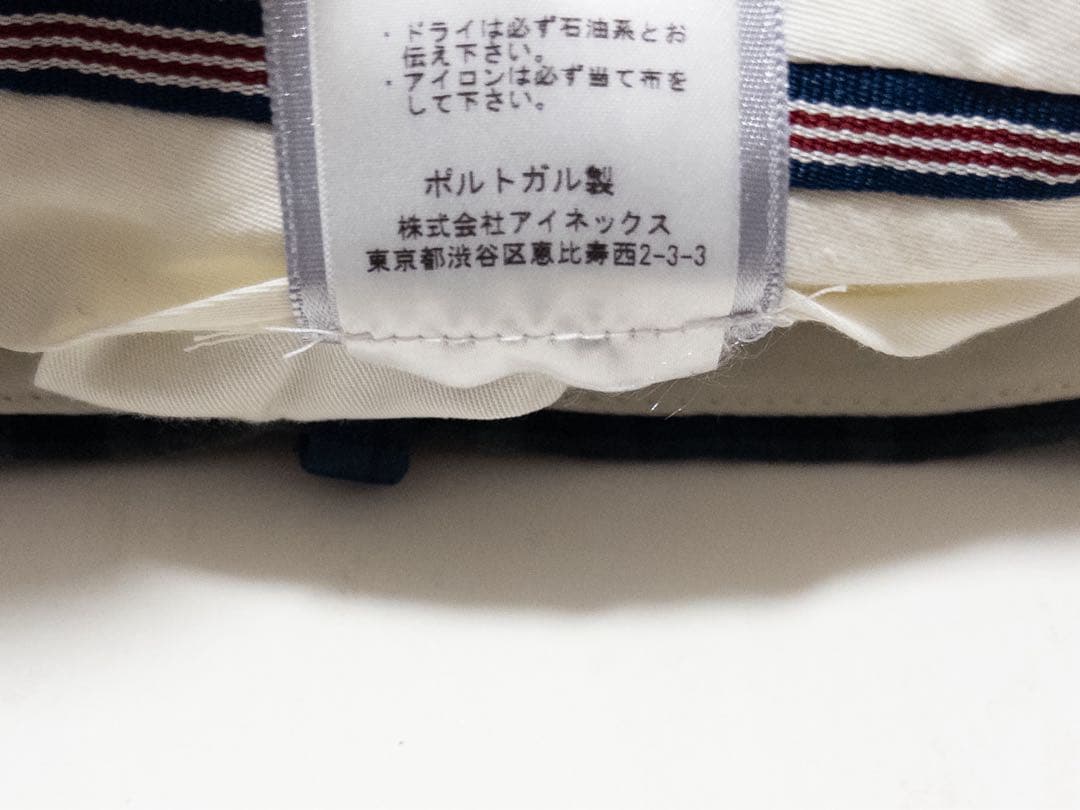 ・ドライは必ず石油系とお
伝え下さい。
・アイロンは必ず当て布を
して下さい。
ポルトガル製
株式会社アイネックス
東京都渋谷区恵比寿西2-3-3